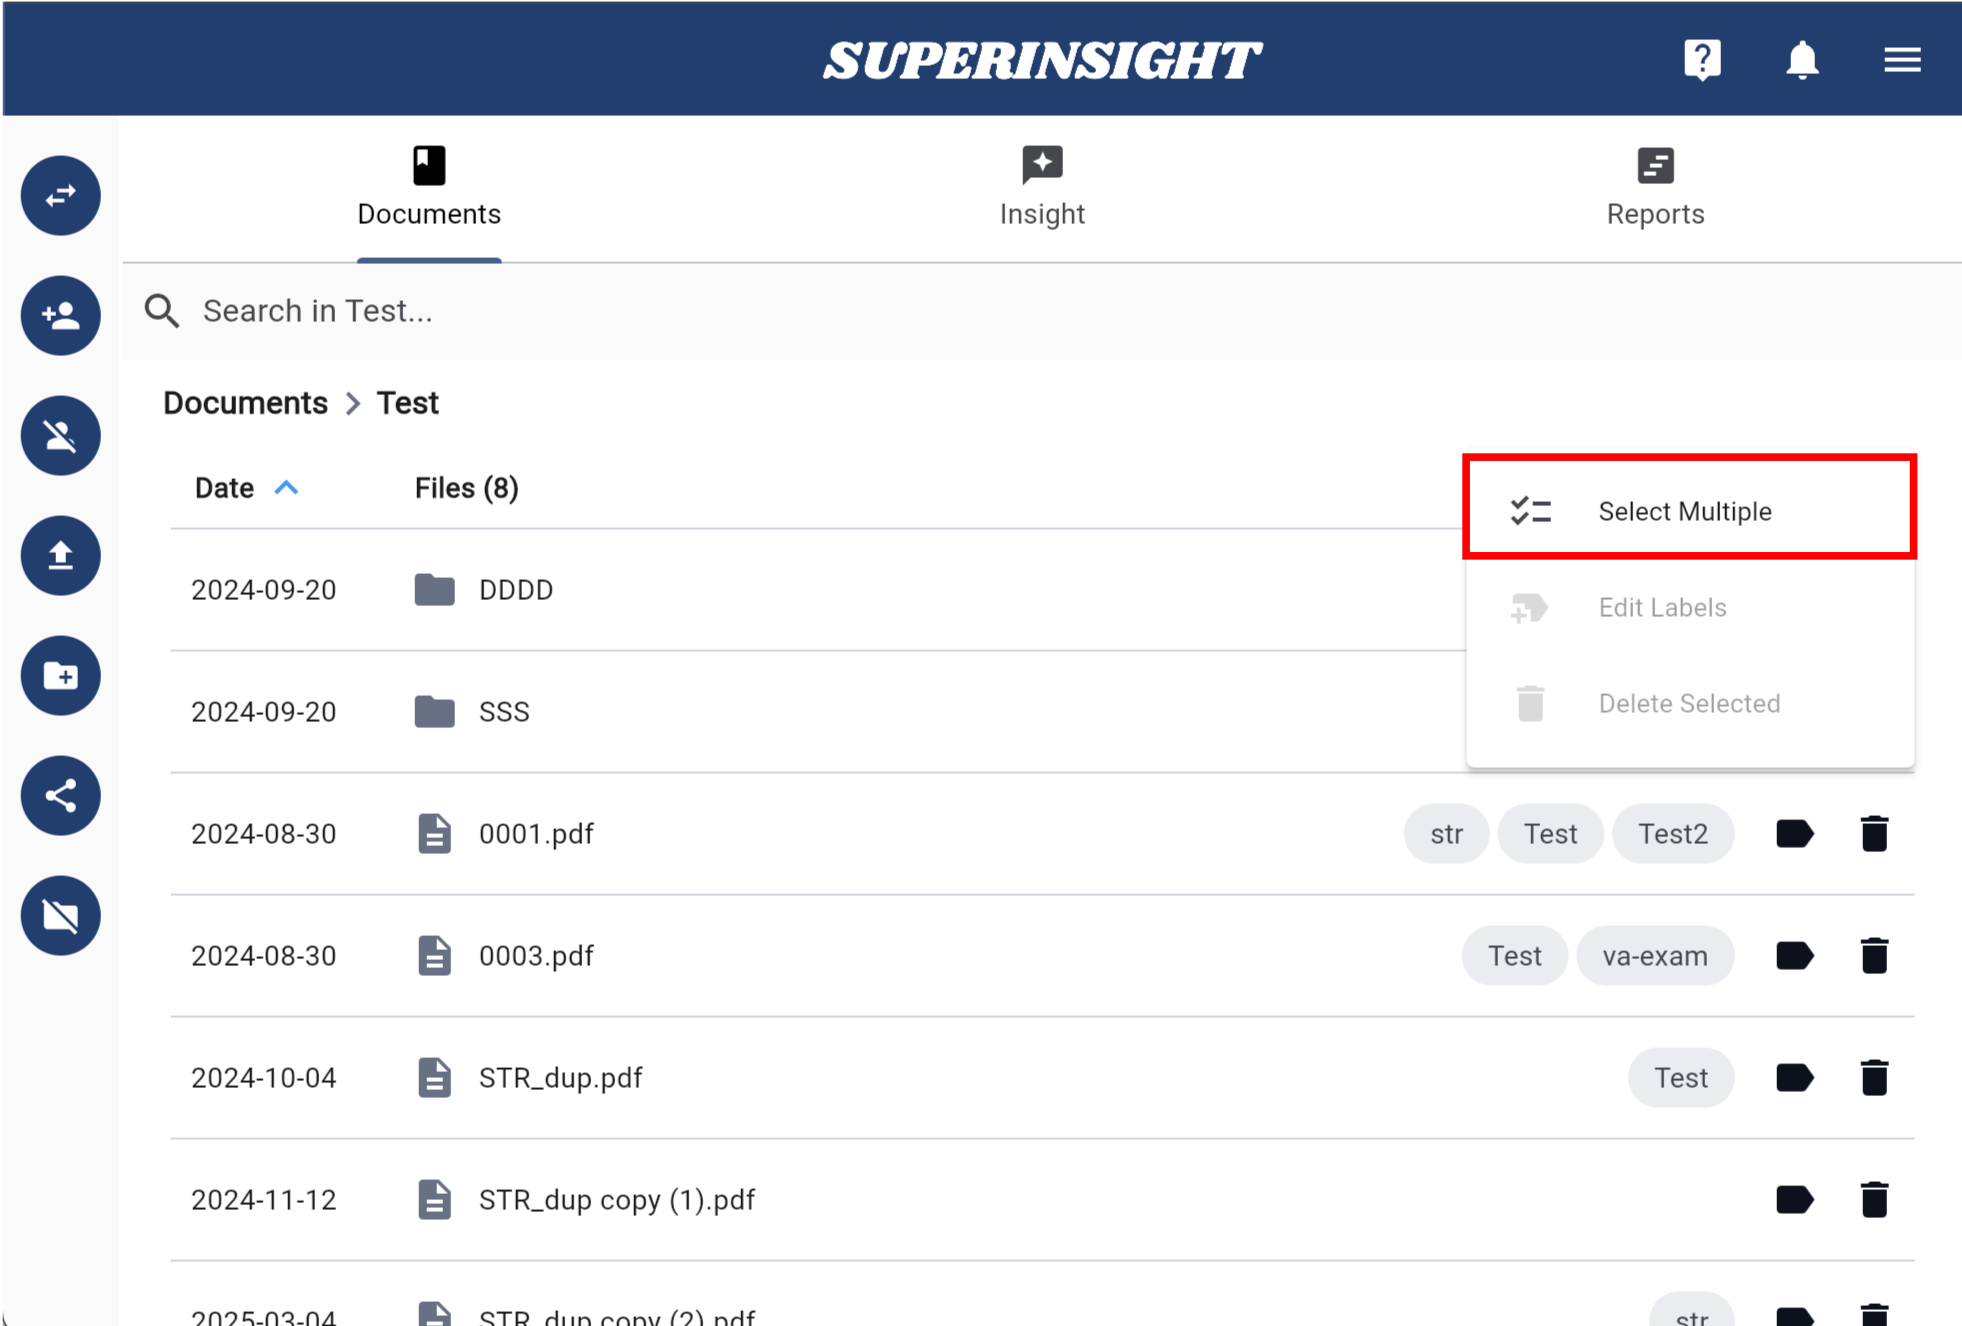 SUPERINSIGHT
Documents
Insight
Reports
Search in Test...
Documents > Test
Date
Files (8)
Select Multiple
Edit Labels
Delete Selected
2024-09-20 DDDD
2024-09-20 SSS
2024-08-30 0001.pdf str Test Test2
2024-08-30 0003.pdf Test va-exam
2024-10-04 STR_dup.pdf Test
2024-11-12 STR_dup copy (1).pdf
2025-03-04 STR_dup copy (2).pdf str